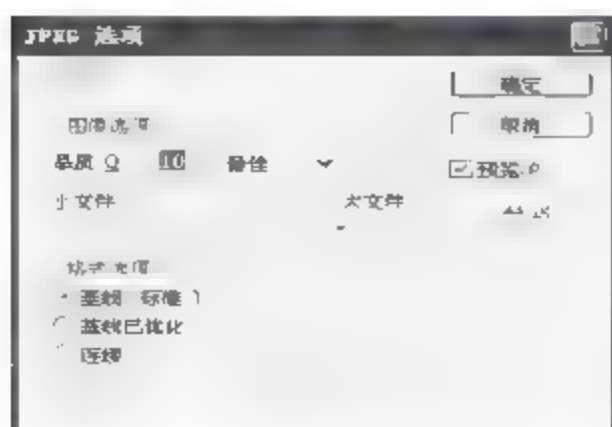 JPEG 选项
确定
图像选项
取消
品质 Q 10 最佳
预览 P
小文件 大文件
格式选项
基线 标准
基线已优化
连续